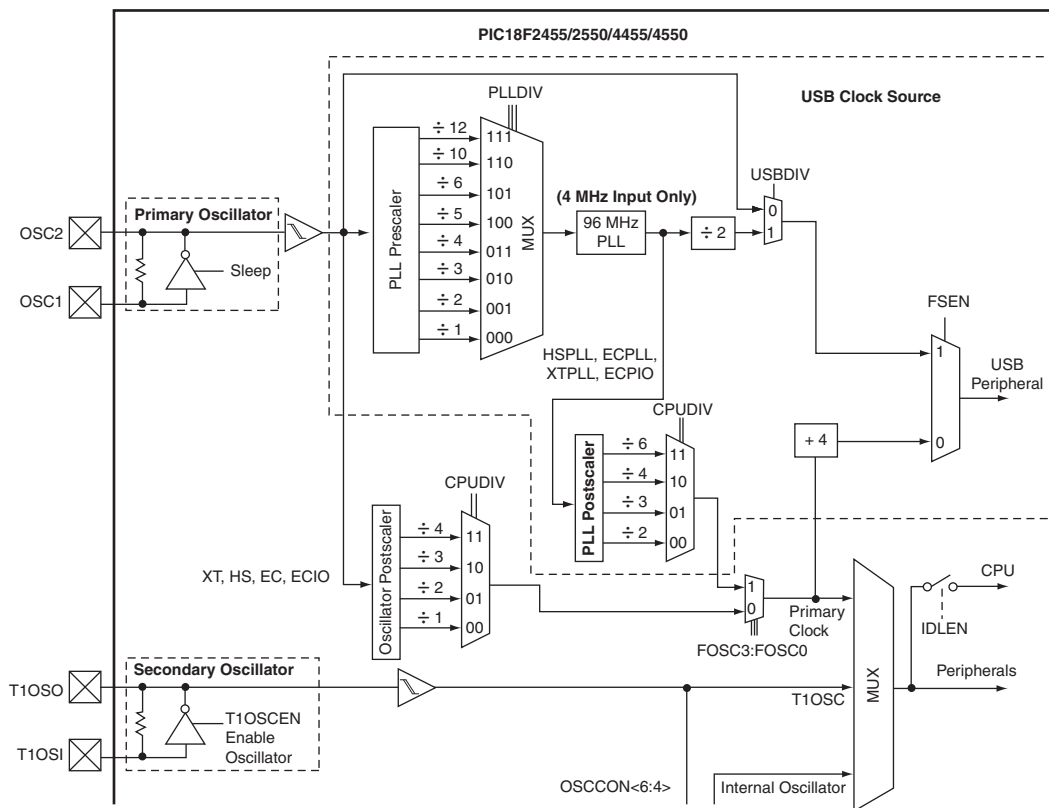 PIC18F2455/2550/4455/4550
USB Clock Source
PLLDIV
PLL Prescaler
÷ 12
÷ 10
÷ 6
÷ 5
÷ 4
÷ 3
÷ 2
÷ 1
111
110
101
100
011
010
001
000
MUX
(4 MHz Input Only)
96 MHz
PLL
÷ 2
USBDIV
0
1
OSC2
OSC1
Primary Oscillator
Sleep
HSPLL, ECPLL,
XTPLL, ECPIO
FSEN
1
0
USB
Peripheral
CPUDIV
PLL Postscaler
÷ 6
÷ 4
÷ 3
÷ 2
11
10
01
00
+ 4
CPUDIV
XT, HS, EC, ECIO
Oscillator Postscaler
÷ 4
÷ 3
÷ 2
÷ 1
11
10
01
00
1
0
Primary
Clock
FOSC3:FOSC0
CPU
IDLEN
MUX
Peripherals
T1OSO
T1OSI
Secondary Oscillator
T1OSCEN
Enable
Oscillator
T1OSC
OSCCON<6:4>
Internal Oscillator